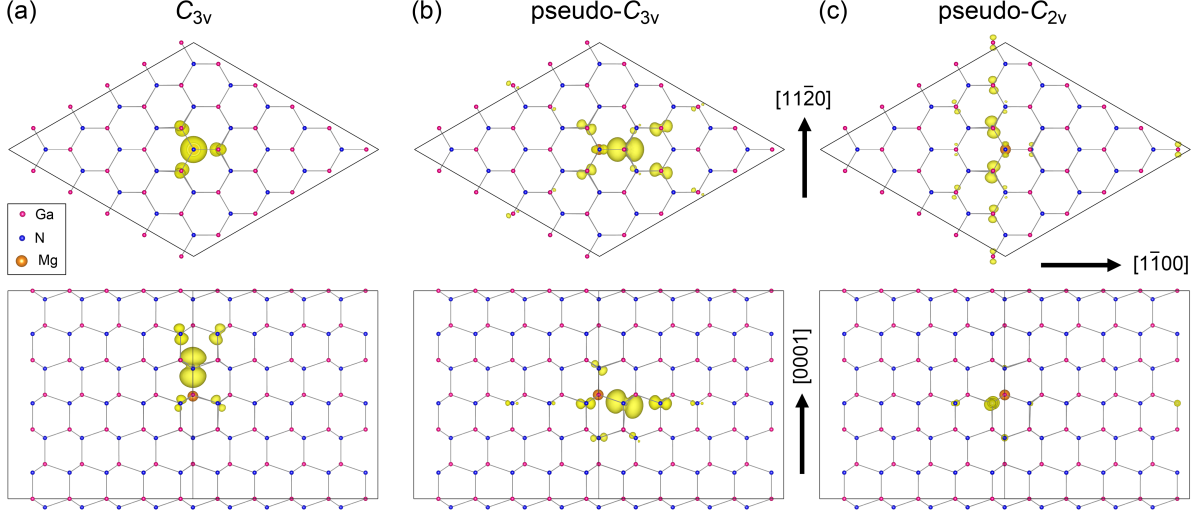 (a) C3v
(b) pseudo-C3v
(c) pseudo-C2v
[112̄0]
Ga
N
Mg
[11̄00]
[0001]